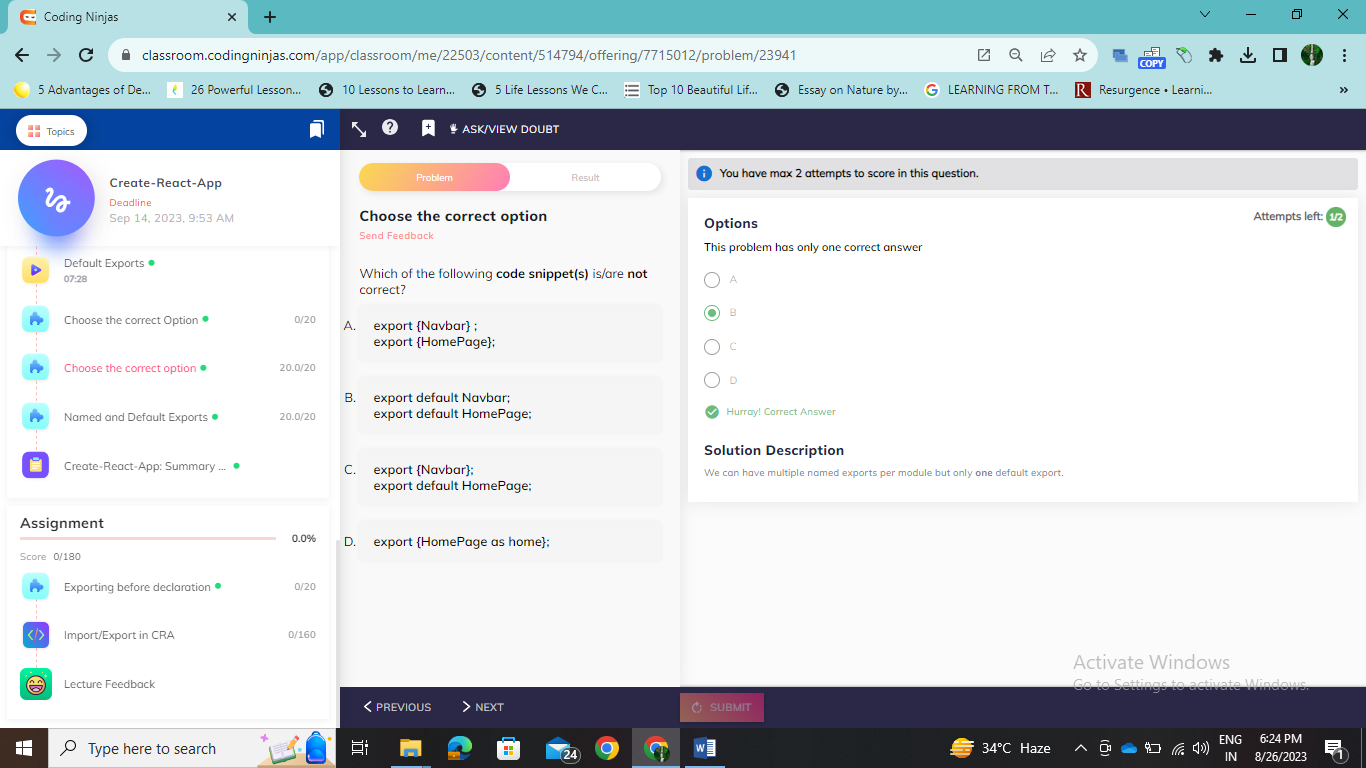 Coding Ninjas
classroom.codingninjas.com/app/classroom/me/22503/content/514794/offering/7715012/problem/23941
COPY
5 Advantages of De...
26 Powerful Lesson...
10 Lessons to Learn...
5 Life Lessons We C...
Top 10 Beautiful Lif...
Essay on Nature by...
LEARNING FROM T...
Resurgence • Learni...
»
Topics
ASK/VIEW DOUBT
Create-React-App
Deadline
Sep 14, 2023, 9:53 AM
Default Exports
07:28
Choose the correct Option
0/20
Choose the correct option
20.0/20
Named and Default Exports
20.0/20
Create-React-App: Summary ...
Assignment
0.0%
Score 0/180
Exporting before declaration
0/20
Import/Export in CRA
0/160
Lecture Feedback
Problem
Result
Choose the correct option
Send Feedback
Which of the following code snippet(s) is/are not
correct?
A. export {Navbar} ;
export {HomePage};
B. export default Navbar;
export default HomePage;
C. export {Navbar};
export default HomePage;
D. export {HomePage as home};
PREVIOUS
NEXT
You have max 2 attempts to score in this question.
Options
Attempts left: 1/2
This problem has only one correct answer
A
B
C
D
Hurray! Correct Answer
Solution Description
We can have multiple named exports per module but only one default export.
Activate Windows
Go to Settings to activate Windows.
SUBMIT
Type here to search
24
34°C Haze
ENG
IN
6:24 PM
8/26/2023
1